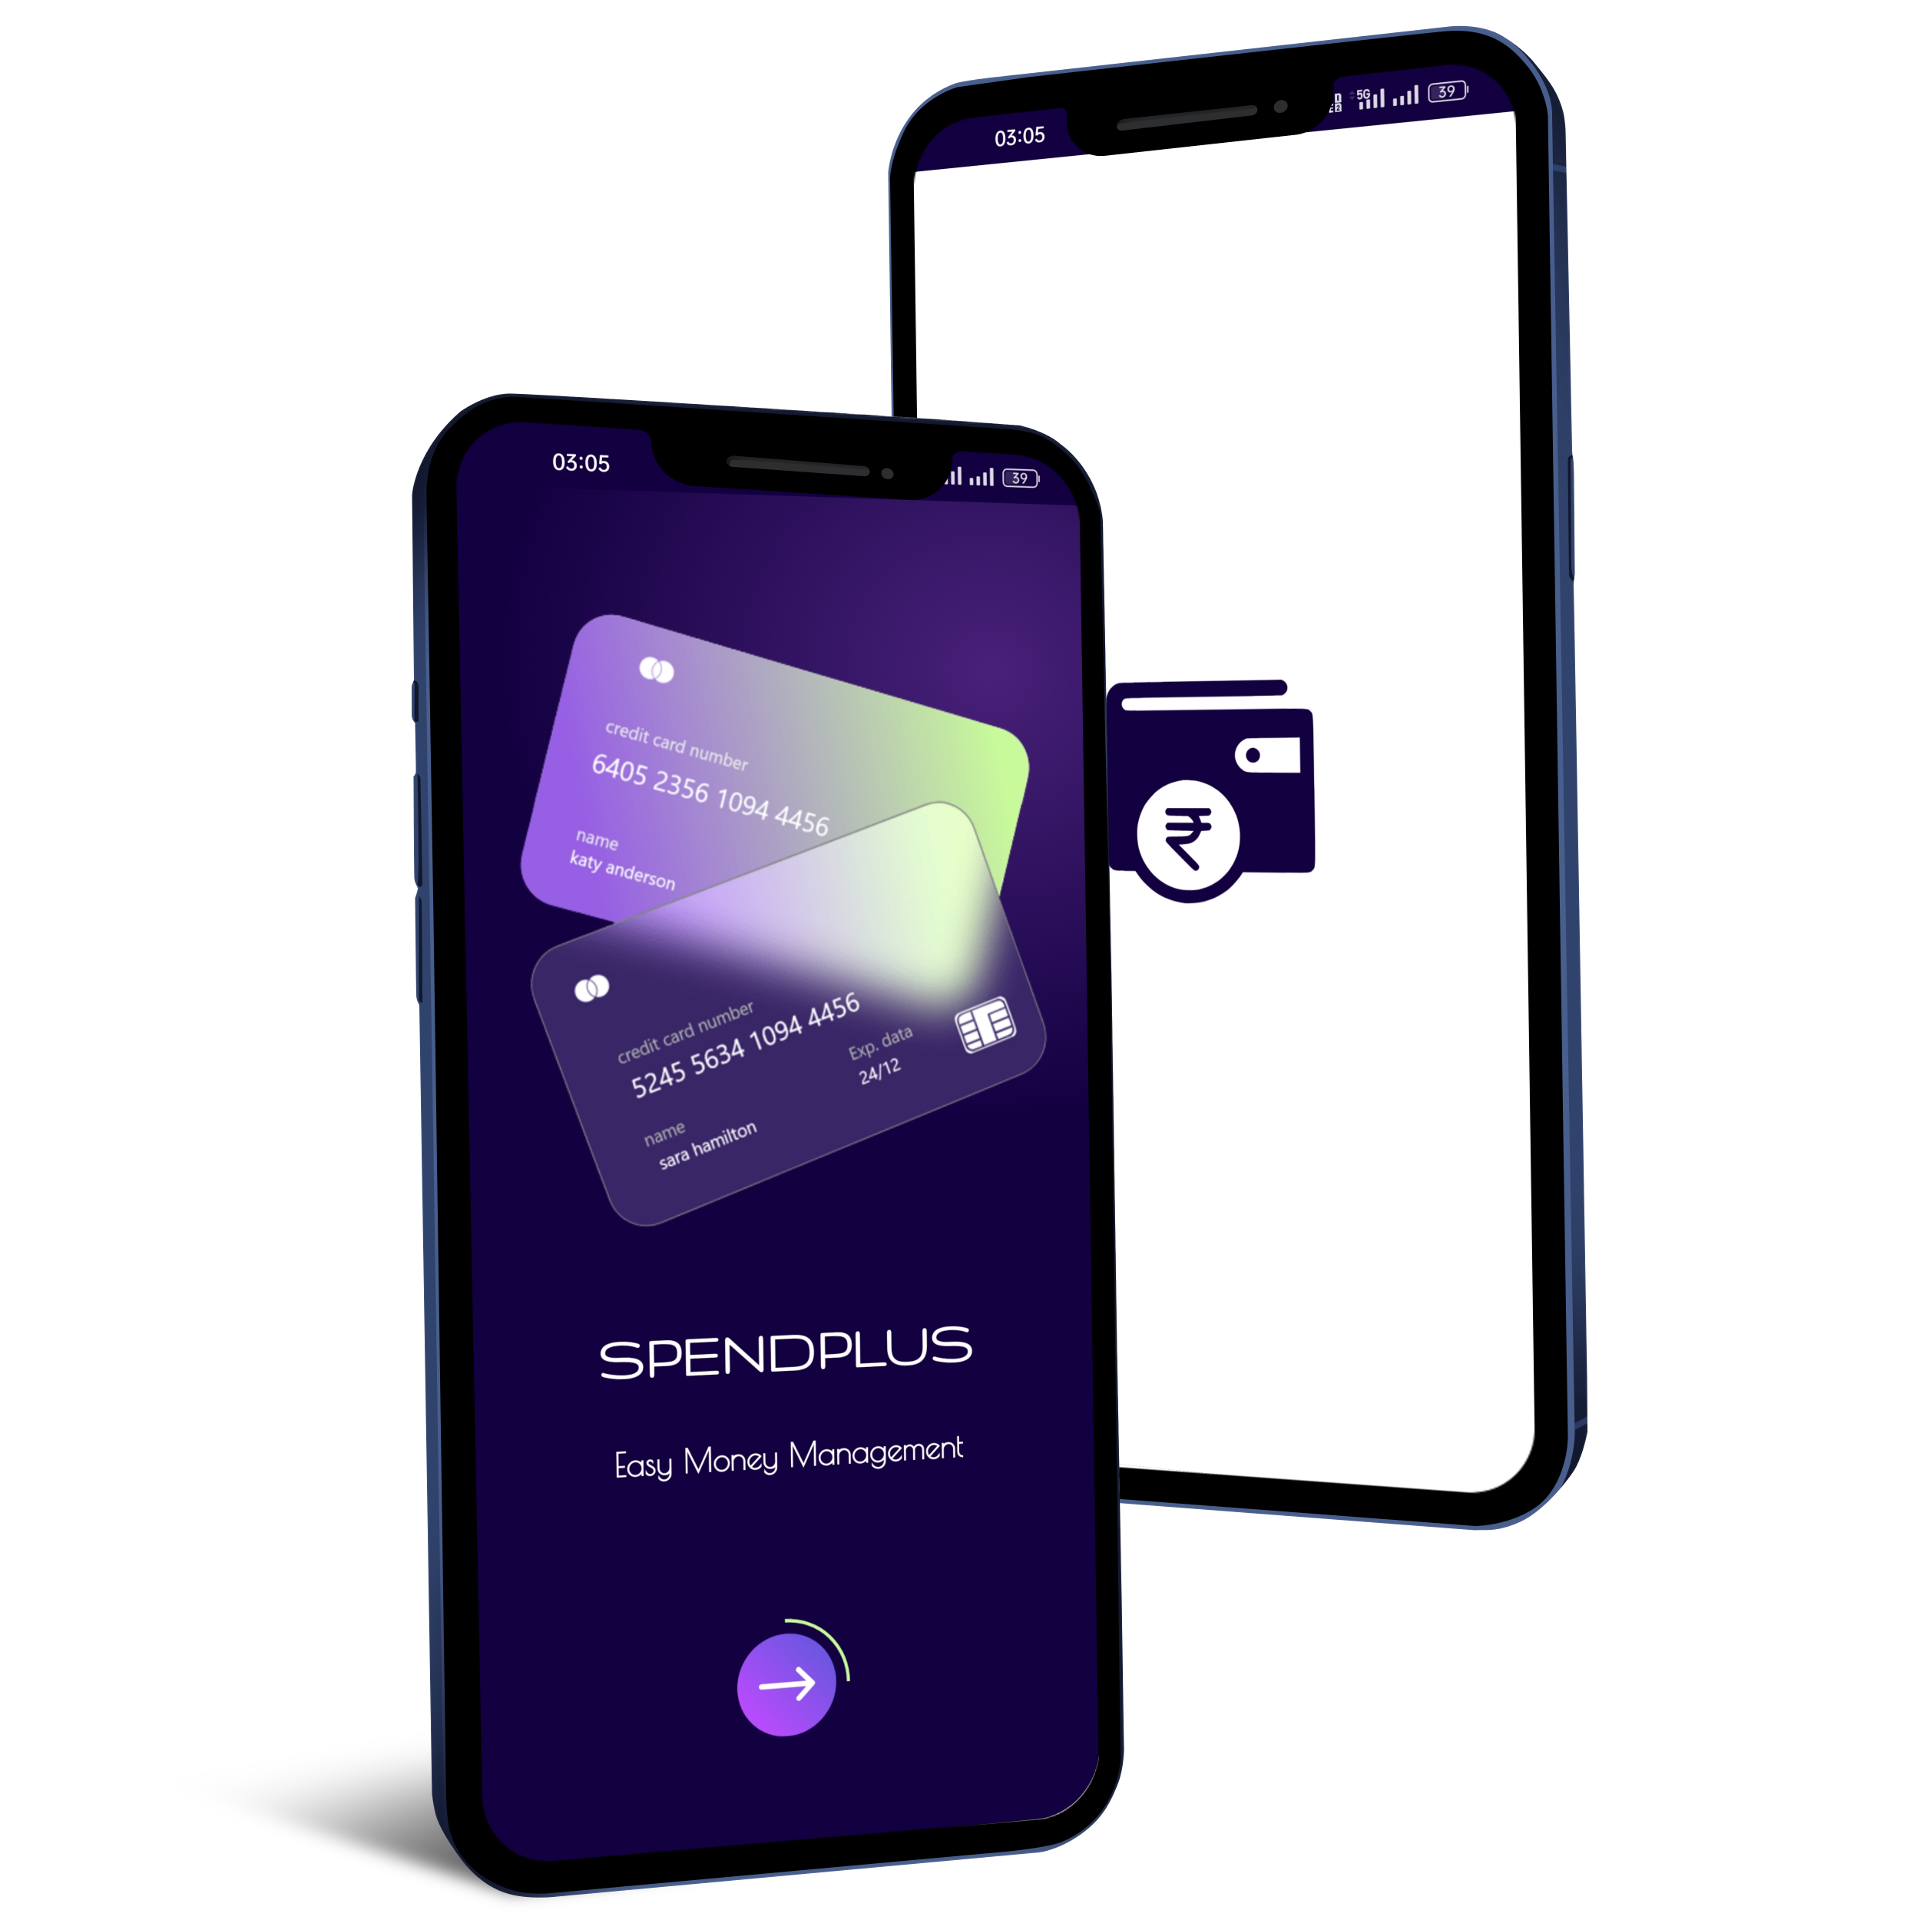 03:05
5G
39
03:05
39
credit card number
6405 2356 1094 4456
name
katy anderson
credit card number
5245 5634 1094 4456
Exp. data
24/12
name
sara hamilton
SPENDPLUS
Easy Money Management
₹